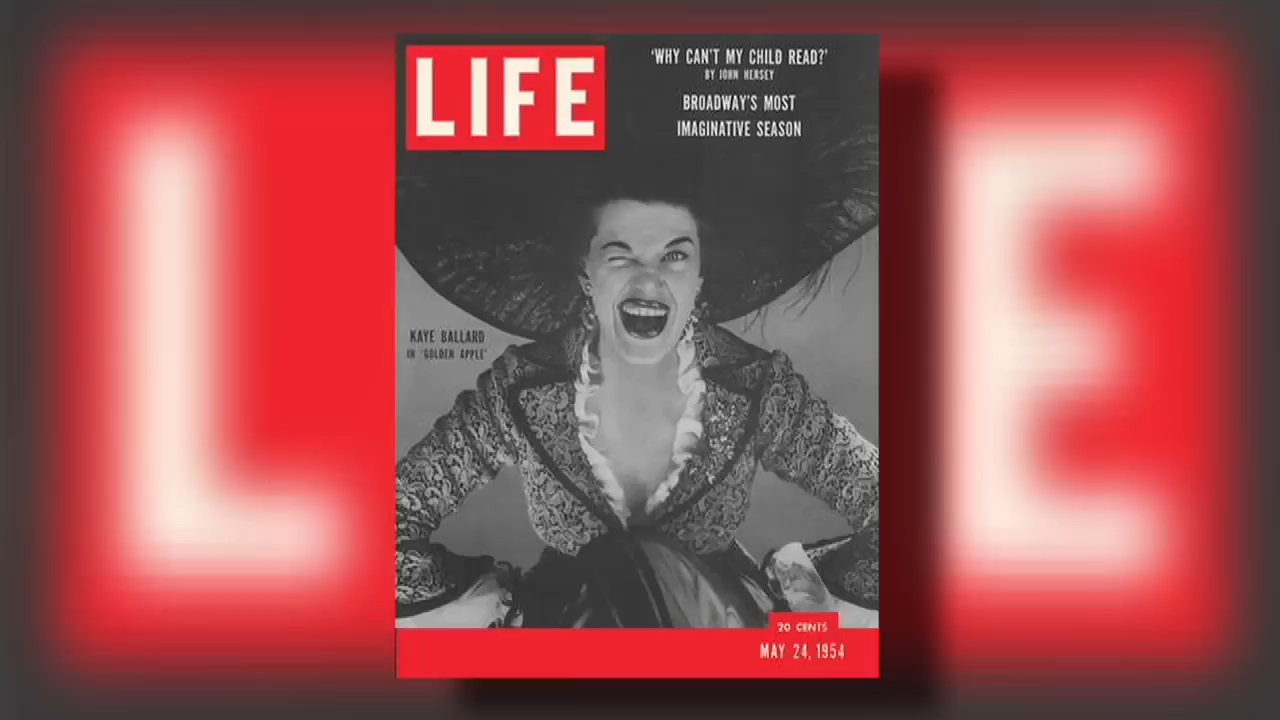 LIFE
'WHY CAN'T MY CHILD READ?'
BY JOHN HERSEY
BROADWAY'S MOST
IMAGINATIVE SEASON
KAYE BALLARD
IN 'GOLDEN APPLE'
20 CENTS
MAY 24, 1954
L E